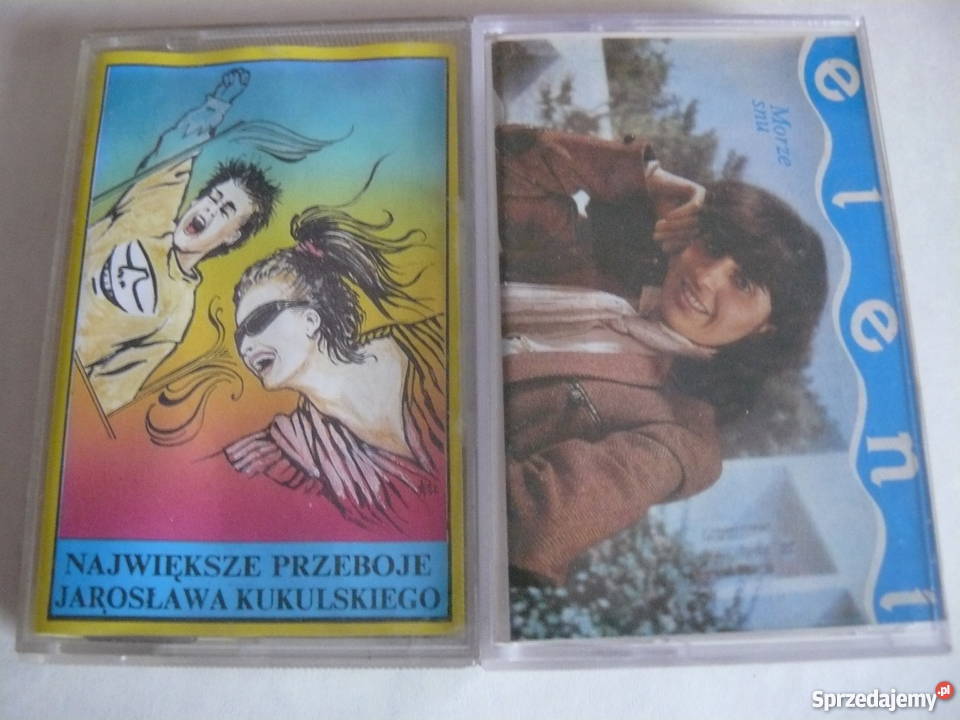 NAJWIĘKSZE PRZEBOJE
JAROSŁAWA KUKULSKIEGO
eleni
Morze
snu
Sprzedajemy.pl